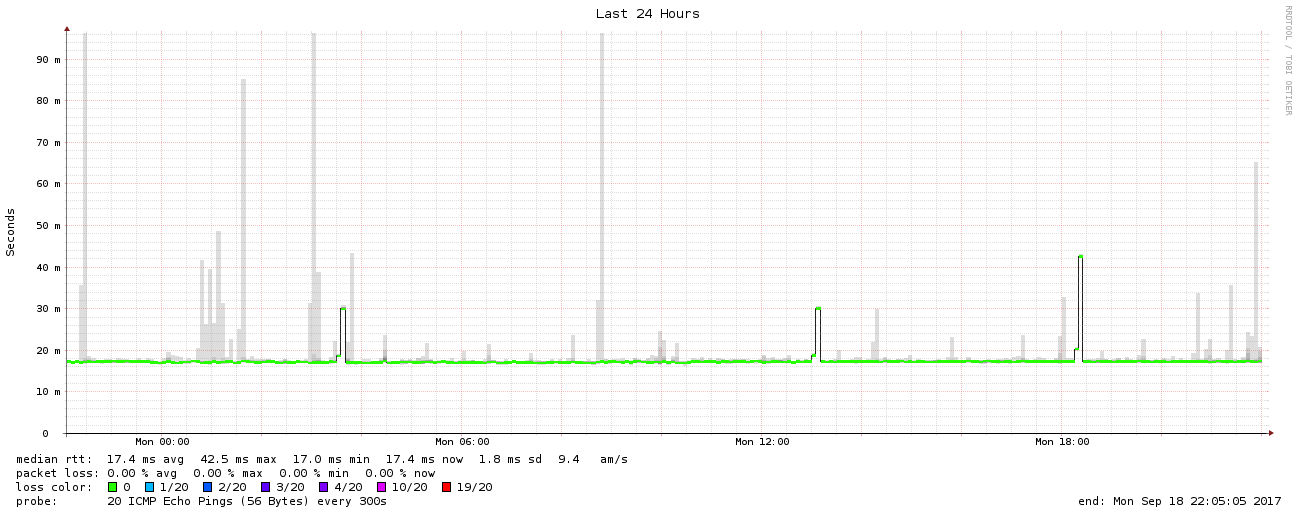 Last 24 Hours
RRDTOOL / TOBI OETIKER
Seconds
90 m
80 m
70 m
60 m
50 m
40 m
30 m
20 m
10 m
0
Mon 00:00 Mon 06:00 Mon 12:00 Mon 18:00
median rtt: 17.4 ms avg 42.5 ms max 17.0 ms min 17.4 ms now 1.8 ms sd 9.4 am/s
packet loss: 0.00 % avg 0.00 % max 0.00 % min 0.00 % now
loss color: 0 1/20 2/20 3/20 4/20 10/20 19/20
probe: 20 ICMP Echo Pings (56 Bytes) every 300s end: Mon Sep 18 22:05:05 2017